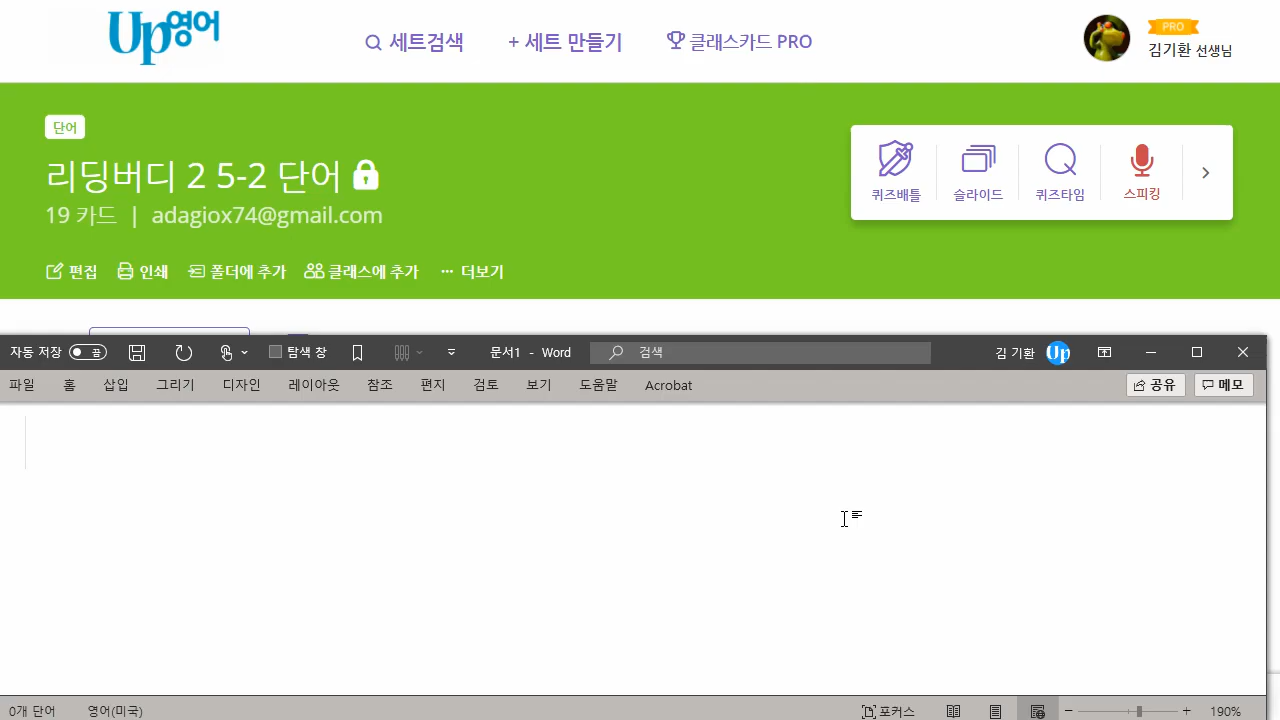 Up영어
세트검색
+ 세트 만들기
클래스카드 PRO
PRO
김기환 선생님
단어
리딩버디 2 5-2 단어
19 카드 | adagiox74@gmail.com
편집
인쇄
폴더에 추가
클래스에 추가
··· 더보기
퀴즈배틀
슬라이드
퀴즈타임
스피킹
자동 저장 끔
탐색 창
문서1 - Word
검색
김 기환
Up
파일 홈 삽입 그리기 디자인 레이아웃 참조 편지 검토 보기 도움말 Acrobat
공유
메모
0개 단어 영어(미국)
포커스
190%